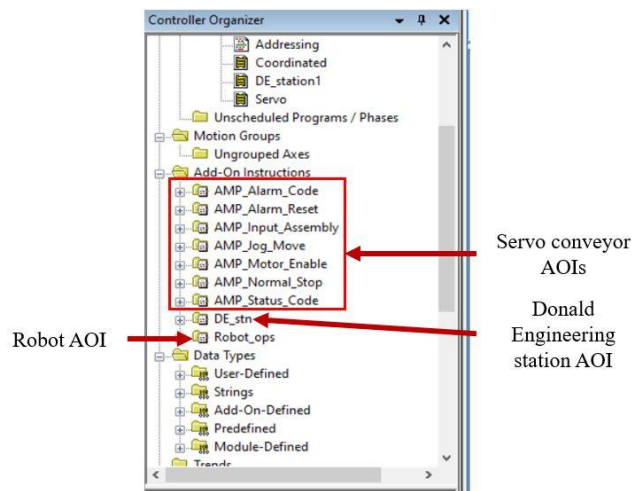 Controller Organizer
Addressing
Coordinated
DE_station1
Servo
Unscheduled Programs / Phases
Motion Groups
Ungrouped Axes
Add-On Instructions
AMP_Alarm_Code
AMP_Alarm_Reset
AMP_Input_Assembly
AMP_Jog_Move
AMP_Motor_Enable
AMP_Normal_Stop
AMP_Status_Code
DE_stn
Robot_ops
Data Types
User-Defined
Strings
Add-On-Defined
Predefined
Module-Defined
Trends
Servo conveyor
AOIs
Donald
Engineering
station AOI
Robot AOI